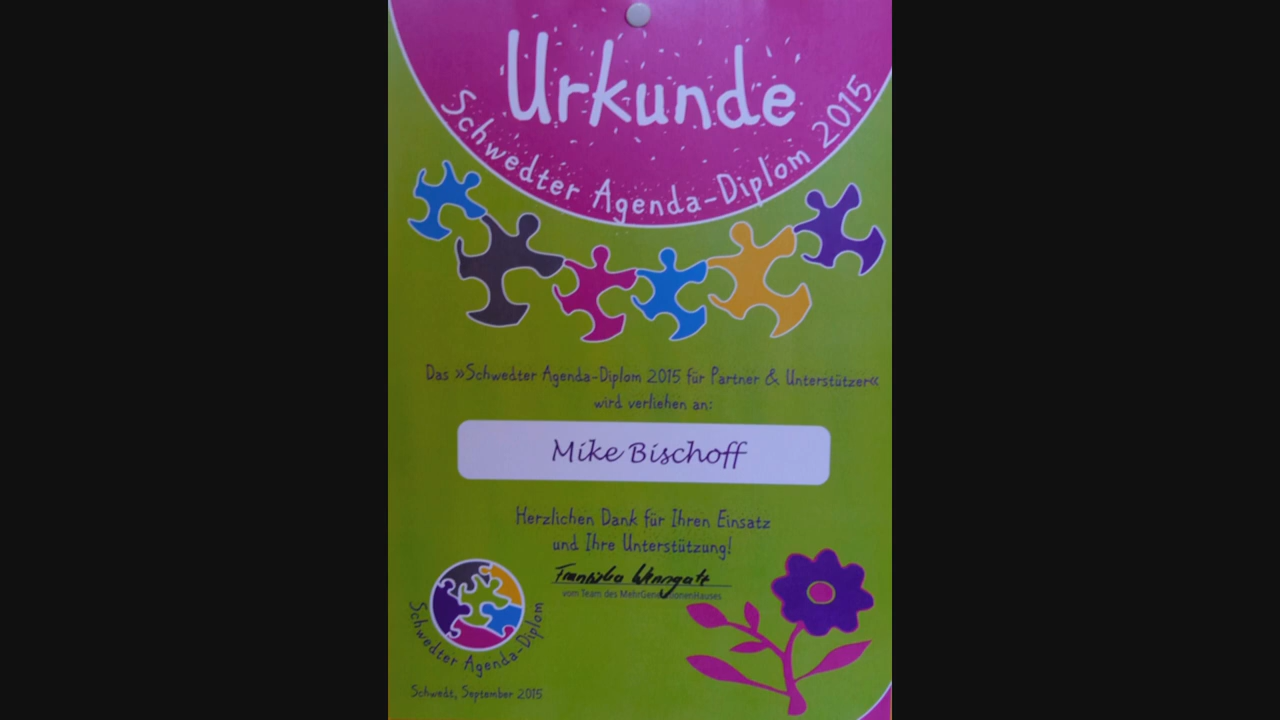 Urkunde
Schwedter Agenda-Diplom 2015
Das »Schwedter Agenda-Diplom 2015 für Partner & Unterstützer«
wird verliehen an:
Mike Bischoff
Herzlichen Dank für Ihren Einsatz
und Ihre Unterstützung!
Franziska
vom Team des MehrGenerationenHauses
Schwedter Agenda-Diplom
Schwedt, September 2015